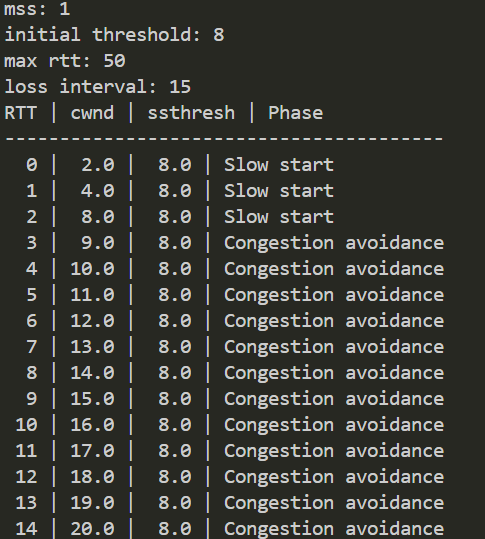 mss: 1
initial threshold: 8
max rtt: 50
loss interval: 15
RTT | cwnd | ssthresh | Phase
----------------------------------------
  0 |  2.0 |  8.0 | Slow start
  1 |  4.0 |  8.0 | Slow start
  2 |  8.0 |  8.0 | Slow start
  3 |  9.0 |  8.0 | Congestion avoidance
  4 | 10.0 |  8.0 | Congestion avoidance
  5 | 11.0 |  8.0 | Congestion avoidance
  6 | 12.0 |  8.0 | Congestion avoidance
  7 | 13.0 |  8.0 | Congestion avoidance
  8 | 14.0 |  8.0 | Congestion avoidance
  9 | 15.0 |  8.0 | Congestion avoidance
 10 | 16.0 |  8.0 | Congestion avoidance
 11 | 17.0 |  8.0 | Congestion avoidance
 12 | 18.0 |  8.0 | Congestion avoidance
 13 | 19.0 |  8.0 | Congestion avoidance
 14 | 20.0 |  8.0 | Congestion avoidance